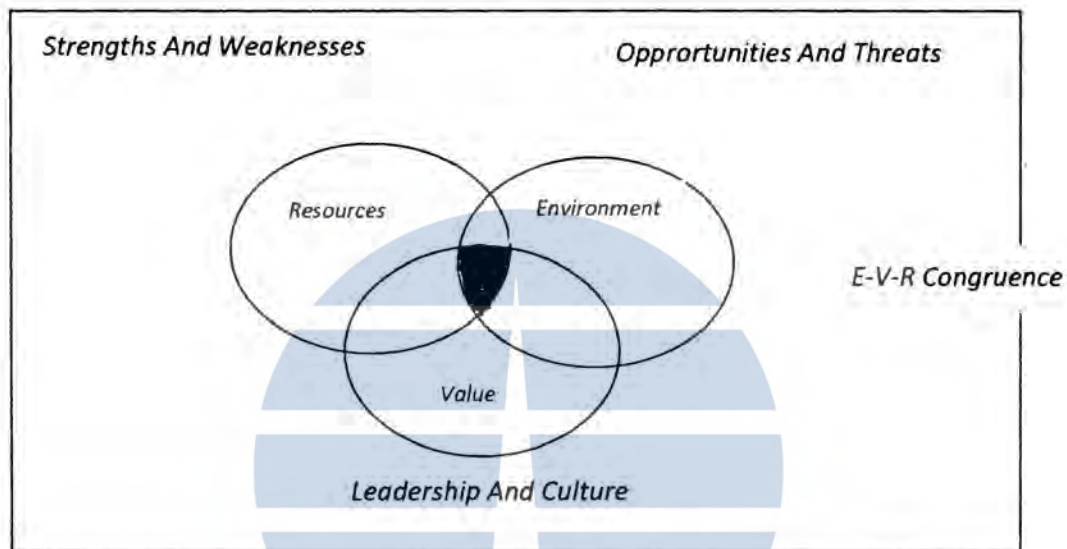 Strengths And Weaknesses
Opprortunities And Threats
Resources
Environment
E-V-R Congruence
Value
Leadership And Culture